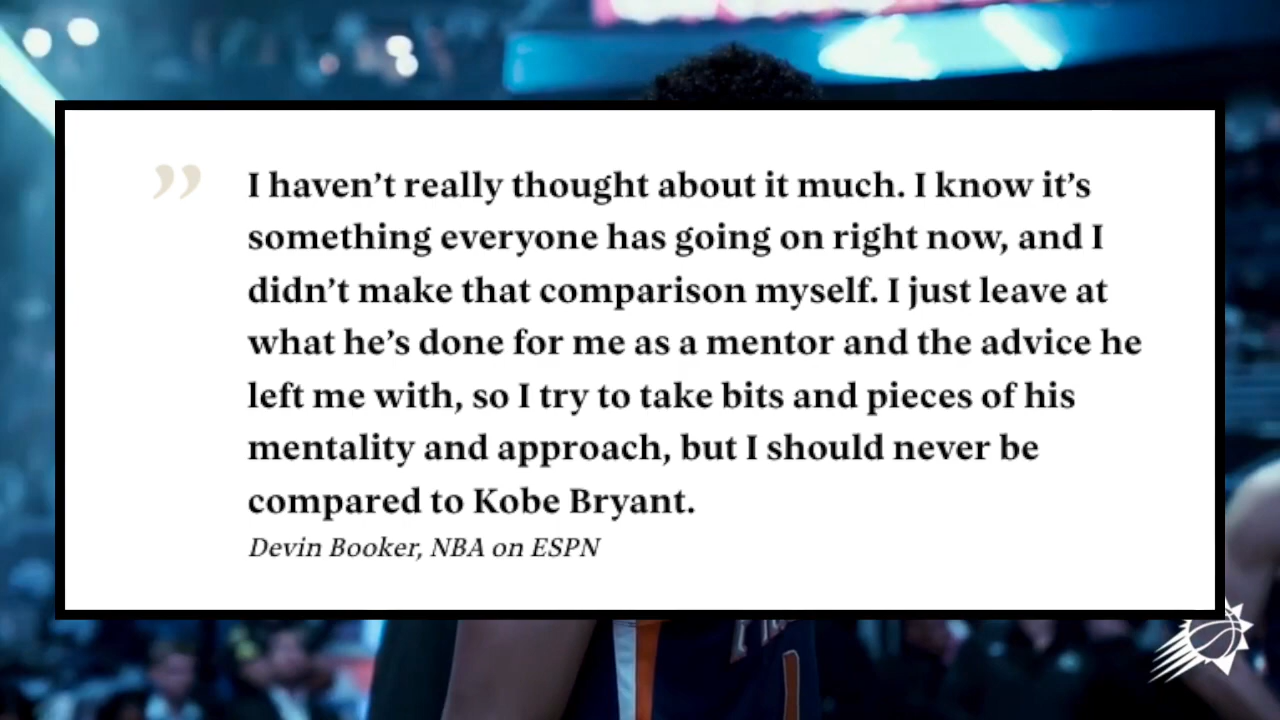 ”
I haven’t really thought about it much. I know it’s
something everyone has going on right now, and I
didn’t make that comparison myself. I just leave at
what he’s done for me as a mentor and the advice he
left me with, so I try to take bits and pieces of his
mentality and approach, but I should never be
compared to Kobe Bryant.
Devin Booker, NBA on ESPN